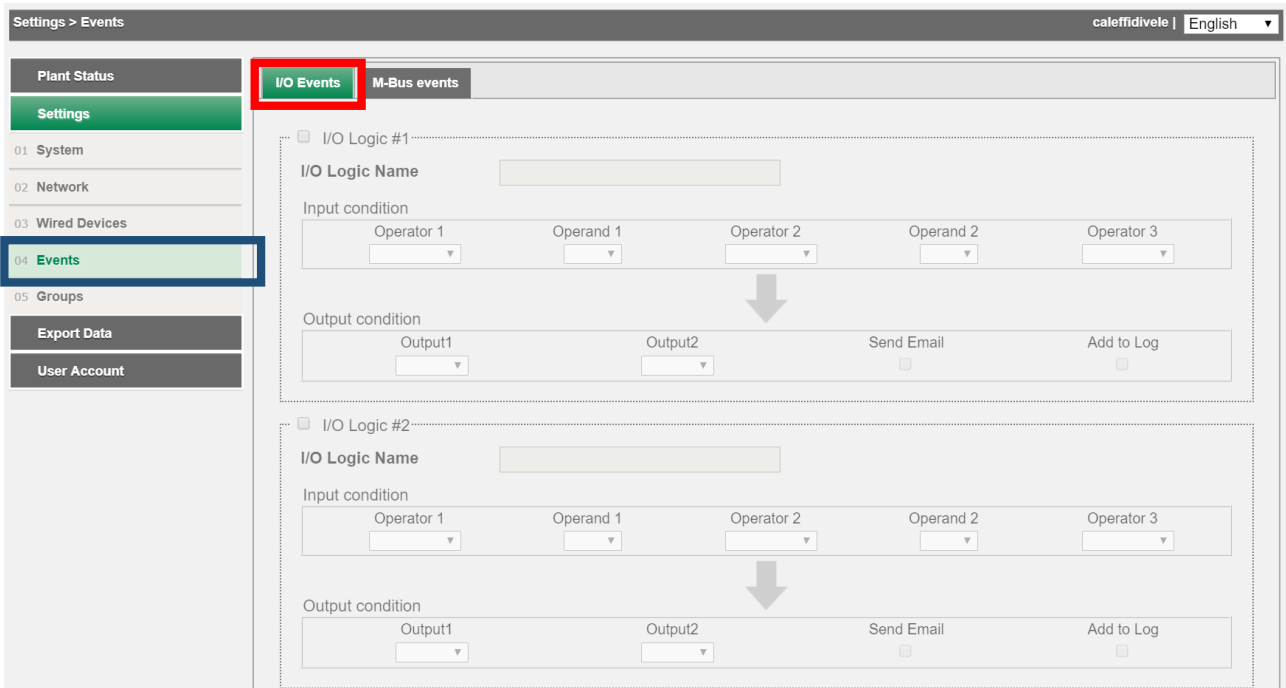 Settings > Events
caleffidivele | English
Plant Status
Settings
01 System
02 Network
03 Wired Devices
04 Events
05 Groups
Export Data
User Account
I/O Events M-Bus events
I/O Logic #1
I/O Logic Name
Input condition
Operator 1 Operand 1 Operator 2 Operand 2 Operator 3
Output condition
Output1 Output2 Send Email Add to Log
I/O Logic #2
I/O Logic Name
Input condition
Operator 1 Operand 1 Operator 2 Operand 2 Operator 3
Output condition
Output1 Output2 Send Email Add to Log